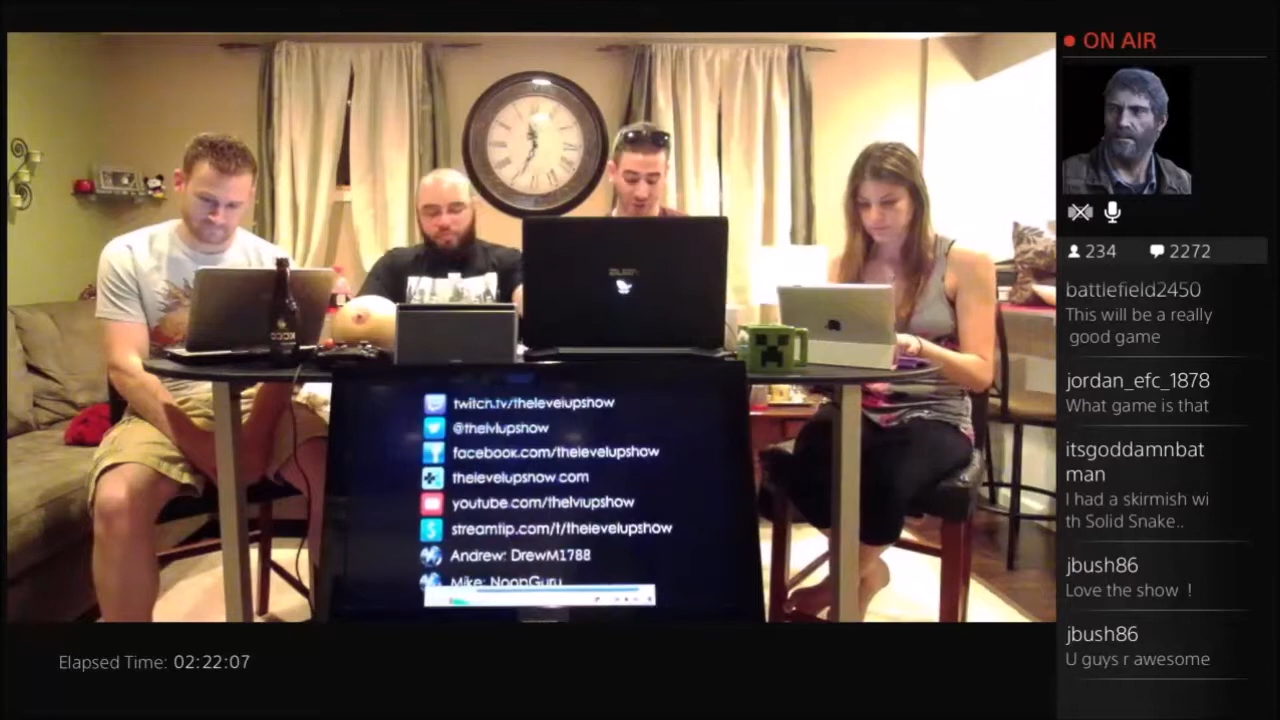 ON AIR
234 2272
battlefield2450
This will be a really
good game
jordan_efc_1878
What game is that
itsgoddamnbat
man
I had a skirmish wi
th Solid Snake..
jbush86
Love the show !
jbush86
U guys r awesome
twitch.tv/thelevelupshow
@thelvlupshow
facebook.com/thelevelupshow
thelevelupshow.com
youtube.com/thelvlupshow
streamtip.com/t/thelevelupshow
Andrew: DrewM1788
Mike: NoobGuru
Elapsed Time: 02:22:07